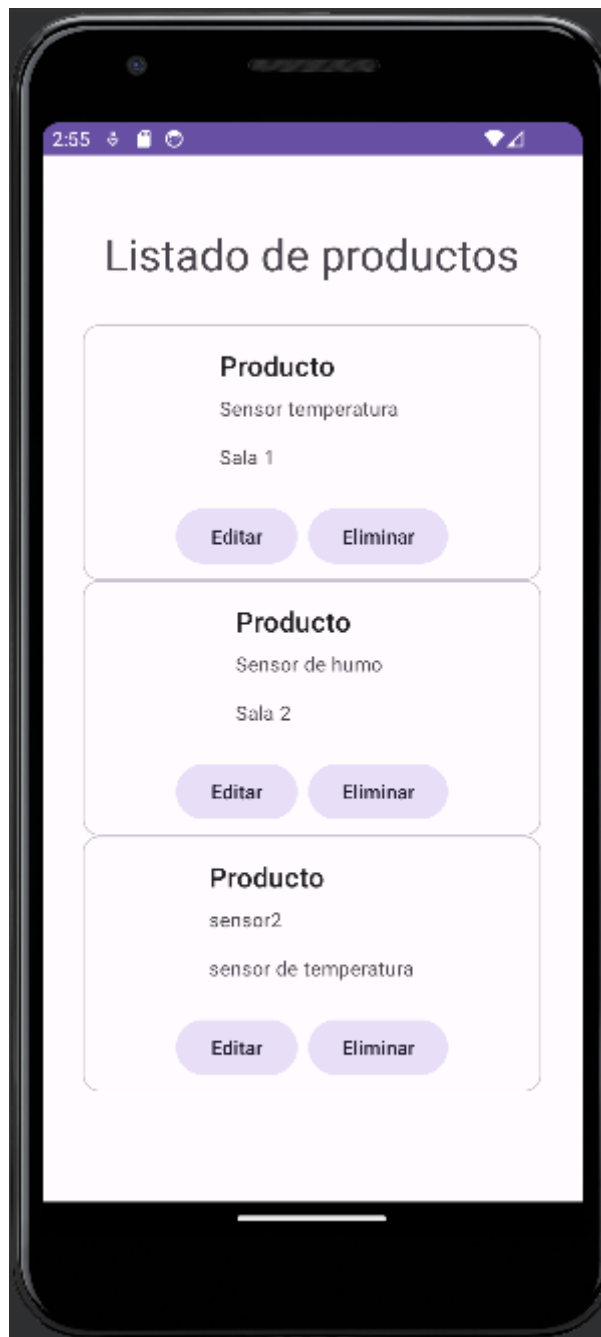 2:55
Listado de productos
Producto
Sensor temperatura
Sala 1
Editar Eliminar
Producto
Sensor de humo
Sala 2
Editar Eliminar
Producto
sensor2
sensor de temperatura
Editar Eliminar